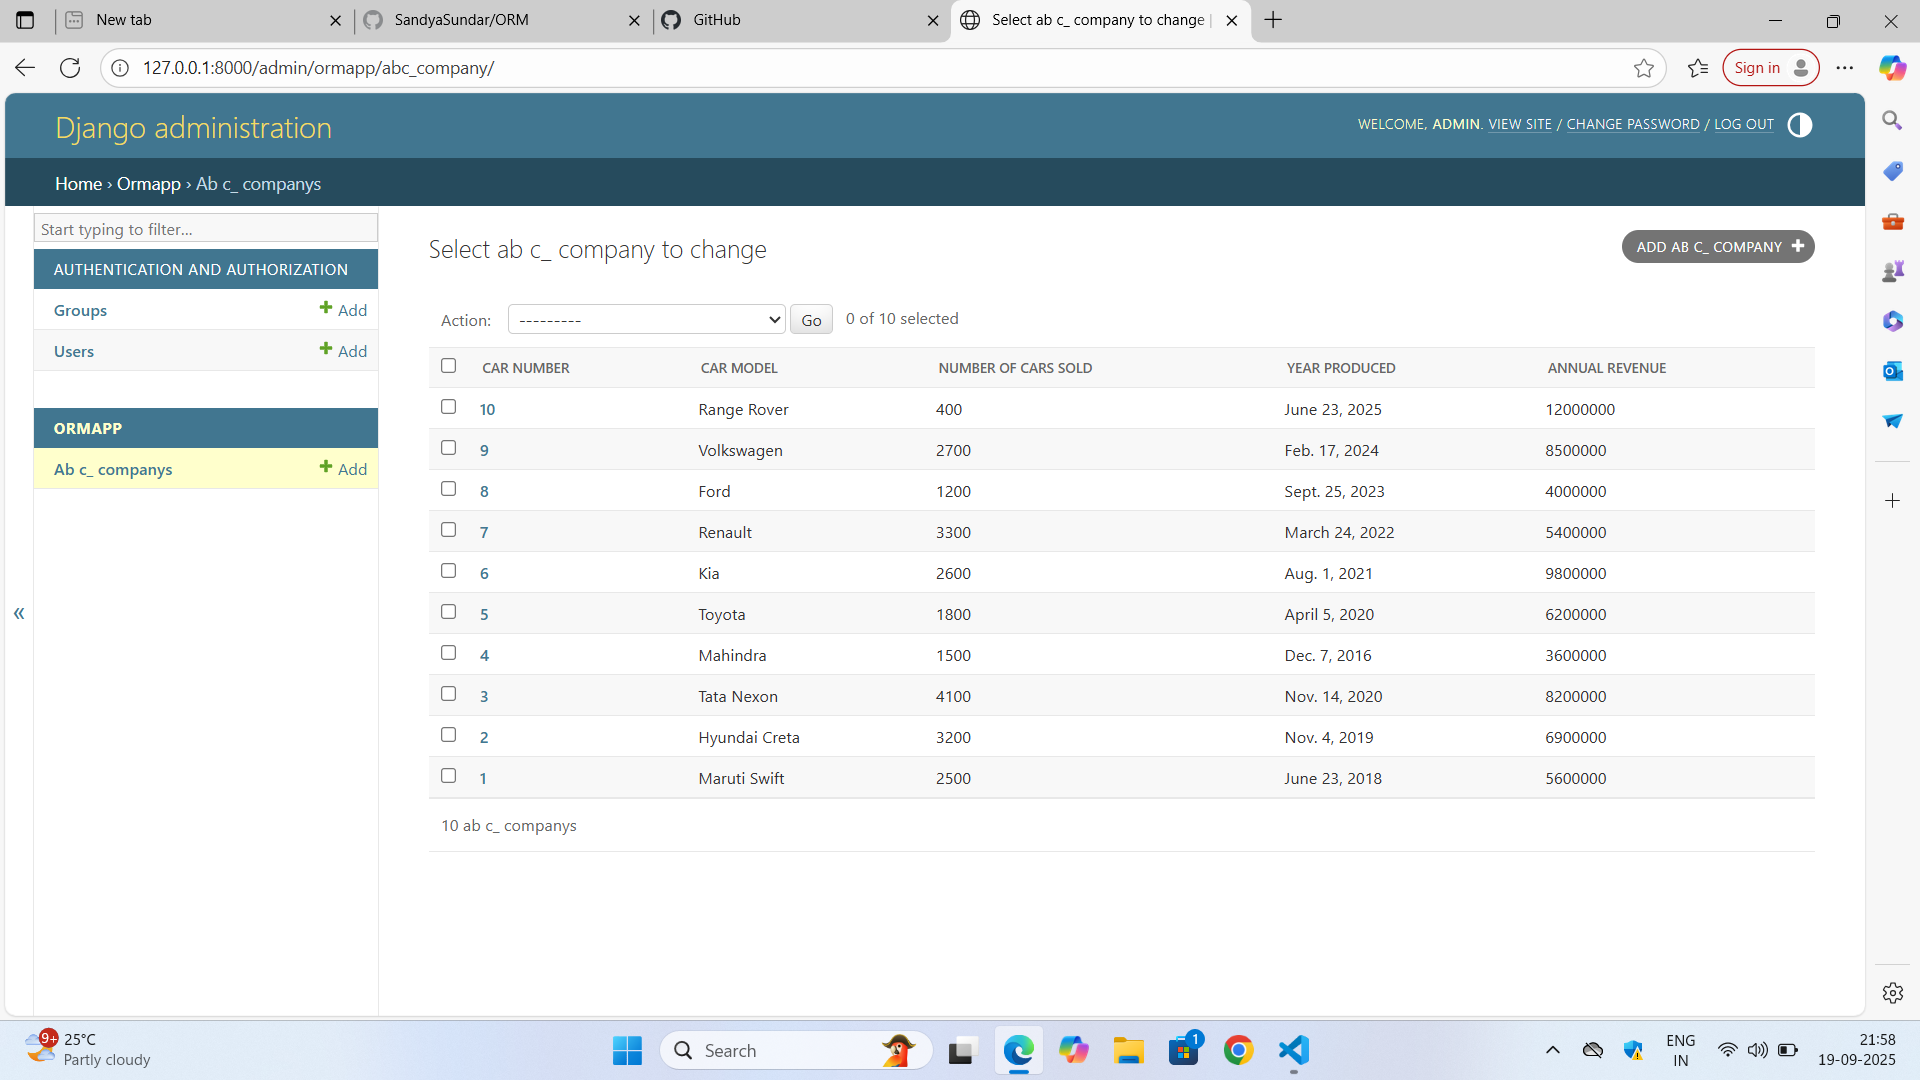 New tab
SandyaSundar/ORM
GitHub
Select ab c_ company to change |
127.0.0.1:8000/admin/ormapp/abc_company/
Sign in
Django administration
WELCOME, ADMIN. VIEW SITE / CHANGE PASSWORD / LOG OUT
Home › Ormapp › Ab c_ companys
Start typing to filter...
AUTHENTICATION AND AUTHORIZATION
Groups + Add
Users + Add
ORMAPP
Ab c_ companys + Add
«
Select ab c_ company to change
ADD AB C_ COMPANY +
Action: --------- Go 0 of 10 selected
CAR NUMBER CAR MODEL NUMBER OF CARS SOLD YEAR PRODUCED ANNUAL REVENUE
10 Range Rover 400 June 23, 2025 12000000
9 Volkswagen 2700 Feb. 17, 2024 8500000
8 Ford 1200 Sept. 25, 2023 4000000
7 Renault 3300 March 24, 2022 5400000
6 Kia 2600 Aug. 1, 2021 9800000
5 Toyota 1800 April 5, 2020 6200000
4 Mahindra 1500 Dec. 7, 2016 3600000
3 Tata Nexon 4100 Nov. 14, 2020 8200000
2 Hyundai Creta 3200 Nov. 4, 2019 6900000
1 Maruti Swift 2500 June 23, 2018 5600000
10 ab c_ companys
9+
25°C
Partly cloudy
Search
1
ENG
IN
21:58
19-09-2025